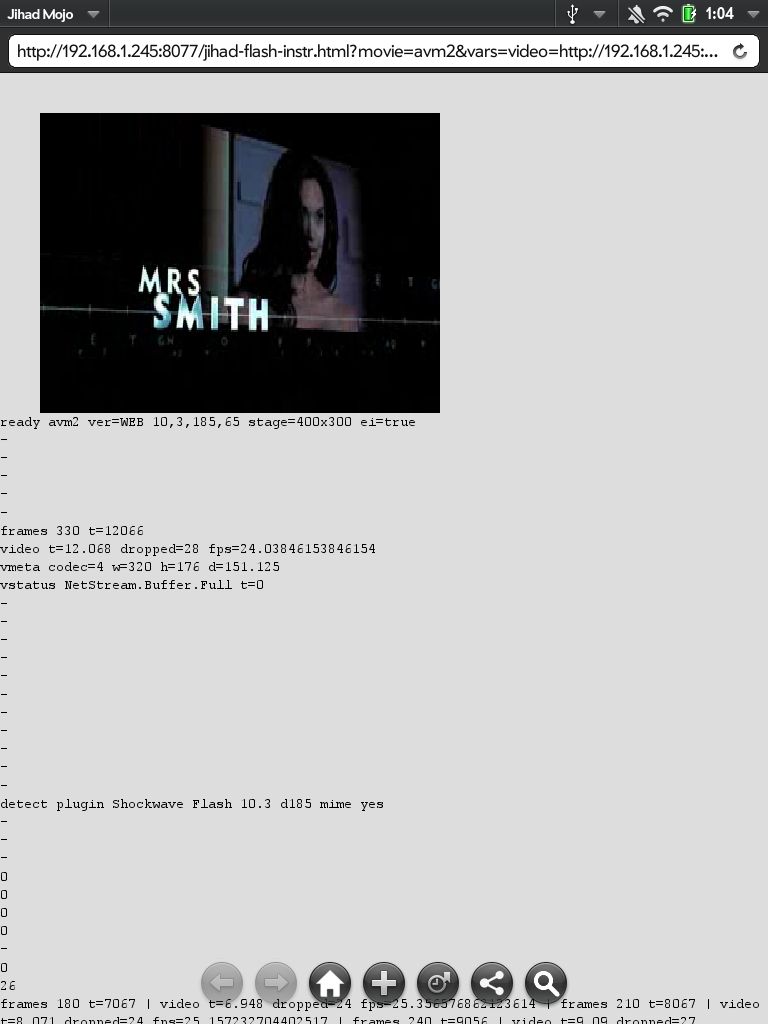 Jihad Mojo
1:04
http://192.168.1.245:8077/jihad-flash-instr.html?movie=avm2&vars=video=http://192.168.1.245:...
MRS
SMITH
ready avm2 ver=WEB 10,3,185,65 stage=400x300 ei=true
-
-
-
-
-
frames 330 t=12066
video t=12.068 dropped=28 fps=24.03846153846154
vmeta codec=4 w=320 h=176 d=151.125
vstatus NetStream.Buffer.Full t=0
-
-
-
-
-
-
-
-
-
-
-
detect plugin Shockwave Flash 10.3 d185 mime yes
-
-
-
0
0
0
0
-
0
26
frames 180 t=7067 | video t=6.948 dropped=24 | frames 210 t=8067 | video
t=8.071 dropped=24 fps=25.157232704402517 | frames 240 t=9056 | video t=9.09 dropped=27